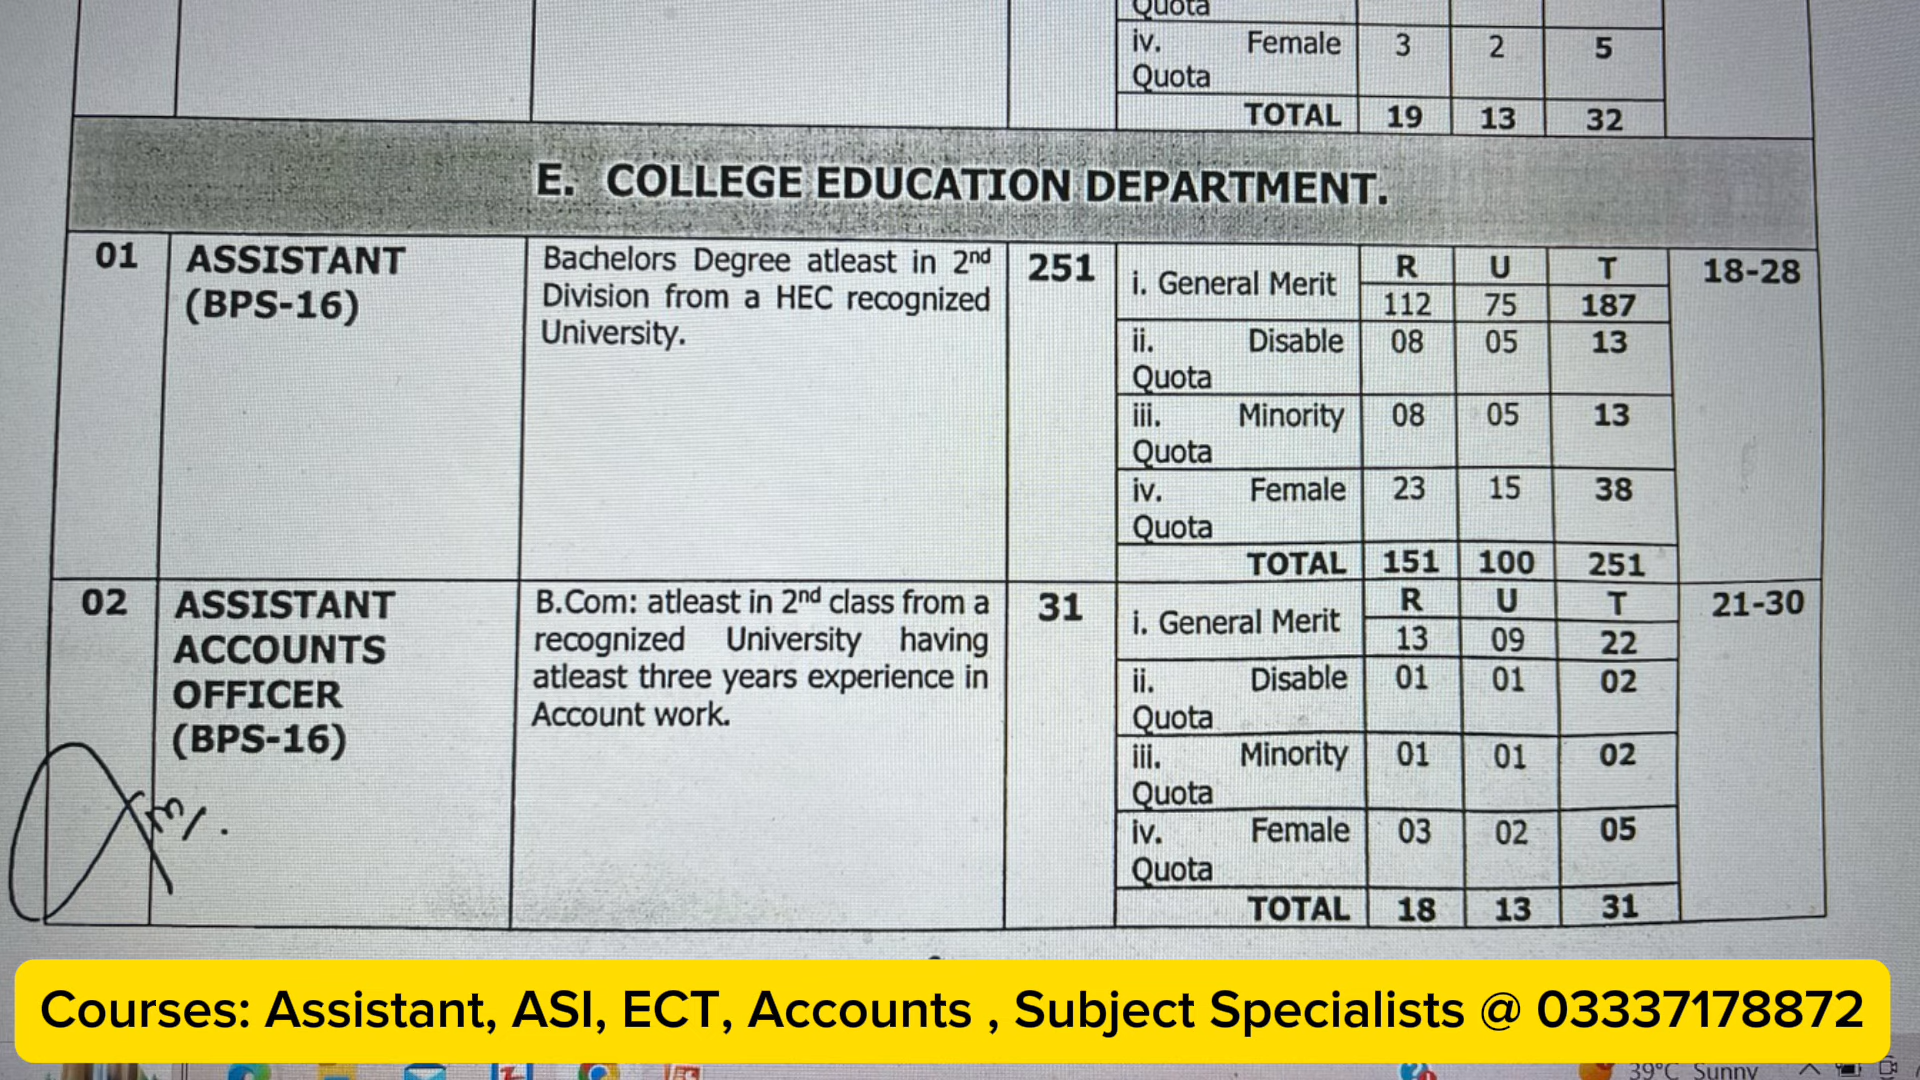 Quota
iv. Female 3 2 5
Quota
TOTAL 19 13 32
E. COLLEGE EDUCATION DEPARTMENT.
01 ASSISTANT
(BPS-16)
Bachelors Degree atleast in 2nd
Division from a HEC recognized
University.
251
i. General Merit
R U T
112 75 187
ii. Disable 08 05 13
Quota
iii. Minority 08 05 13
Quota
iv. Female 23 15 38
Quota
TOTAL 151 100 251
18-28
02 ASSISTANT
ACCOUNTS
OFFICER
(BPS-16)
B.Com: atleast in 2nd class from a
recognized University having
atleast three years experience in
Account work.
31
i. General Merit
R U T
13 09 22
ii. Disable 01 01 02
Quota
iii. Minority 01 01 02
Quota
iv. Female 03 02 05
Quota
TOTAL 18 13 31
21-30
Courses: Assistant, ASI, ECT, Accounts , Subject Specialists @ 03337178872
39°C Sunny